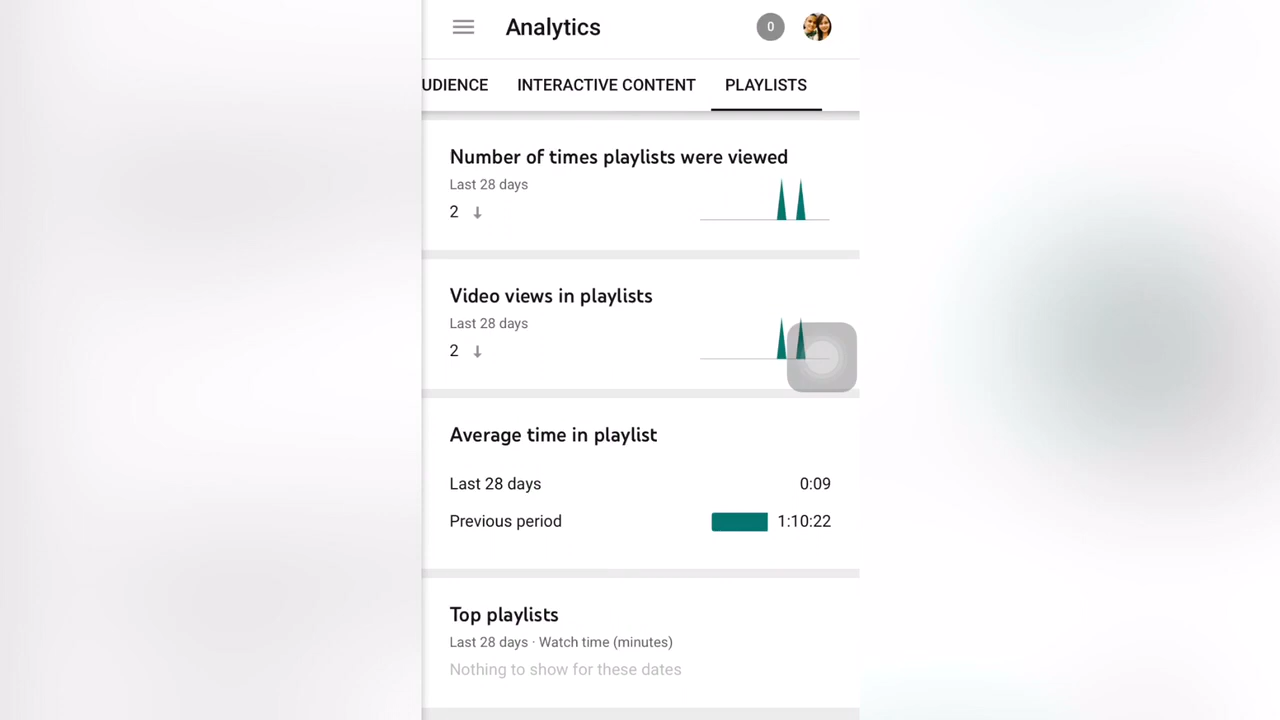 Analytics
0
UDIENCE INTERACTIVE CONTENT PLAYLISTS
Number of times playlists were viewed
Last 28 days
2
Video views in playlists
Last 28 days
2
Average time in playlist
Last 28 days 0:09
Previous period 1:10:22
Top playlists
Last 28 days · Watch time (minutes)
Nothing to show for these dates